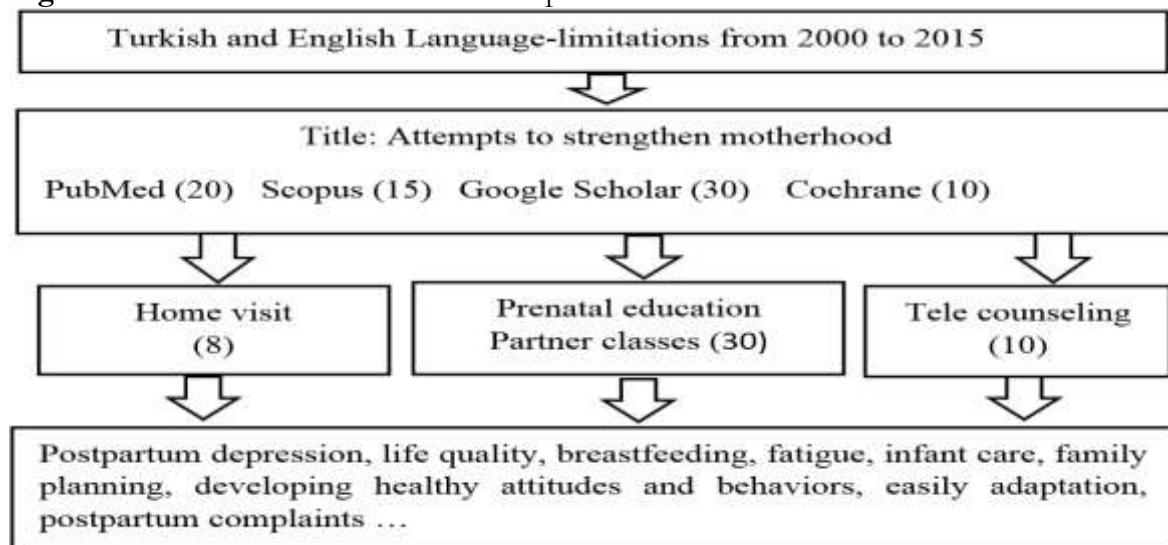 Turkish and English Language-limitations from 2000 to 2015
Title: Attempts to strengthen motherhood
PubMed (20) Scopus (15) Google Scholar (30) Cochrane (10)
Home visit
(8)
Prenatal education
Partner classes (30)
Tele counseling
(10)
Postpartum depression, life quality, breastfeeding, fatigue, infant care, family
planning, developing healthy attitudes and behaviors, easily adaptation,
postpartum complaints …